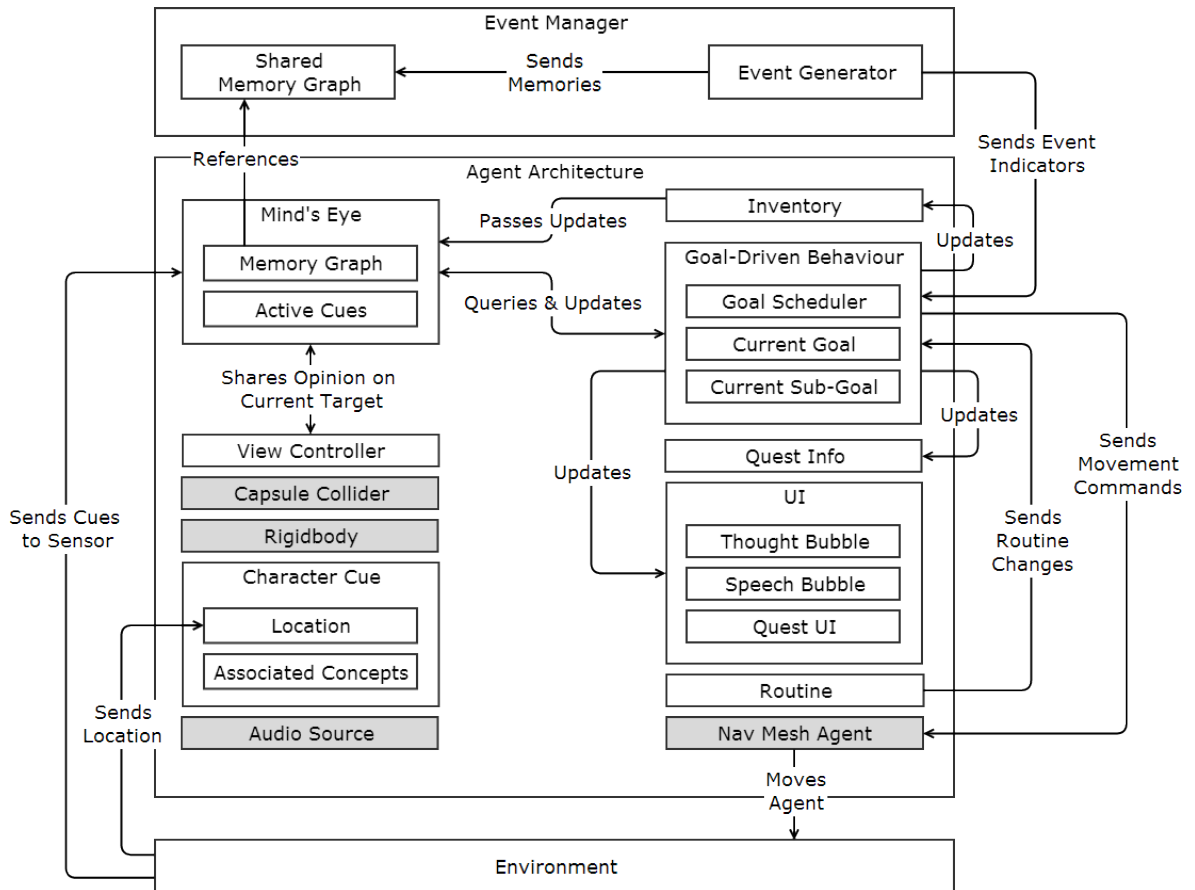 Event Manager
Shared
Memory Graph
Sends
Memories
Event Generator
Sends Event
Indicators
References
Agent Architecture
Mind's Eye
Memory Graph
Active Cues
Passes Updates
Inventory
Updates
Queries & Updates
Goal-Driven Behaviour
Goal Scheduler
Current Goal
Current Sub-Goal
Shares Opinion on
Current Target
Updates
View Controller
Quest Info
Updates
Sends
Movement
Commands
Capsule Collider
UI
Sends Cues
to Sensor
Rigidbody
Thought Bubble
Speech Bubble
Quest UI
Sends
Routine
Changes
Character Cue
Location
Associated Concepts
Routine
Sends
Location
Audio Source
Nav Mesh Agent
Moves
Agent
Environment